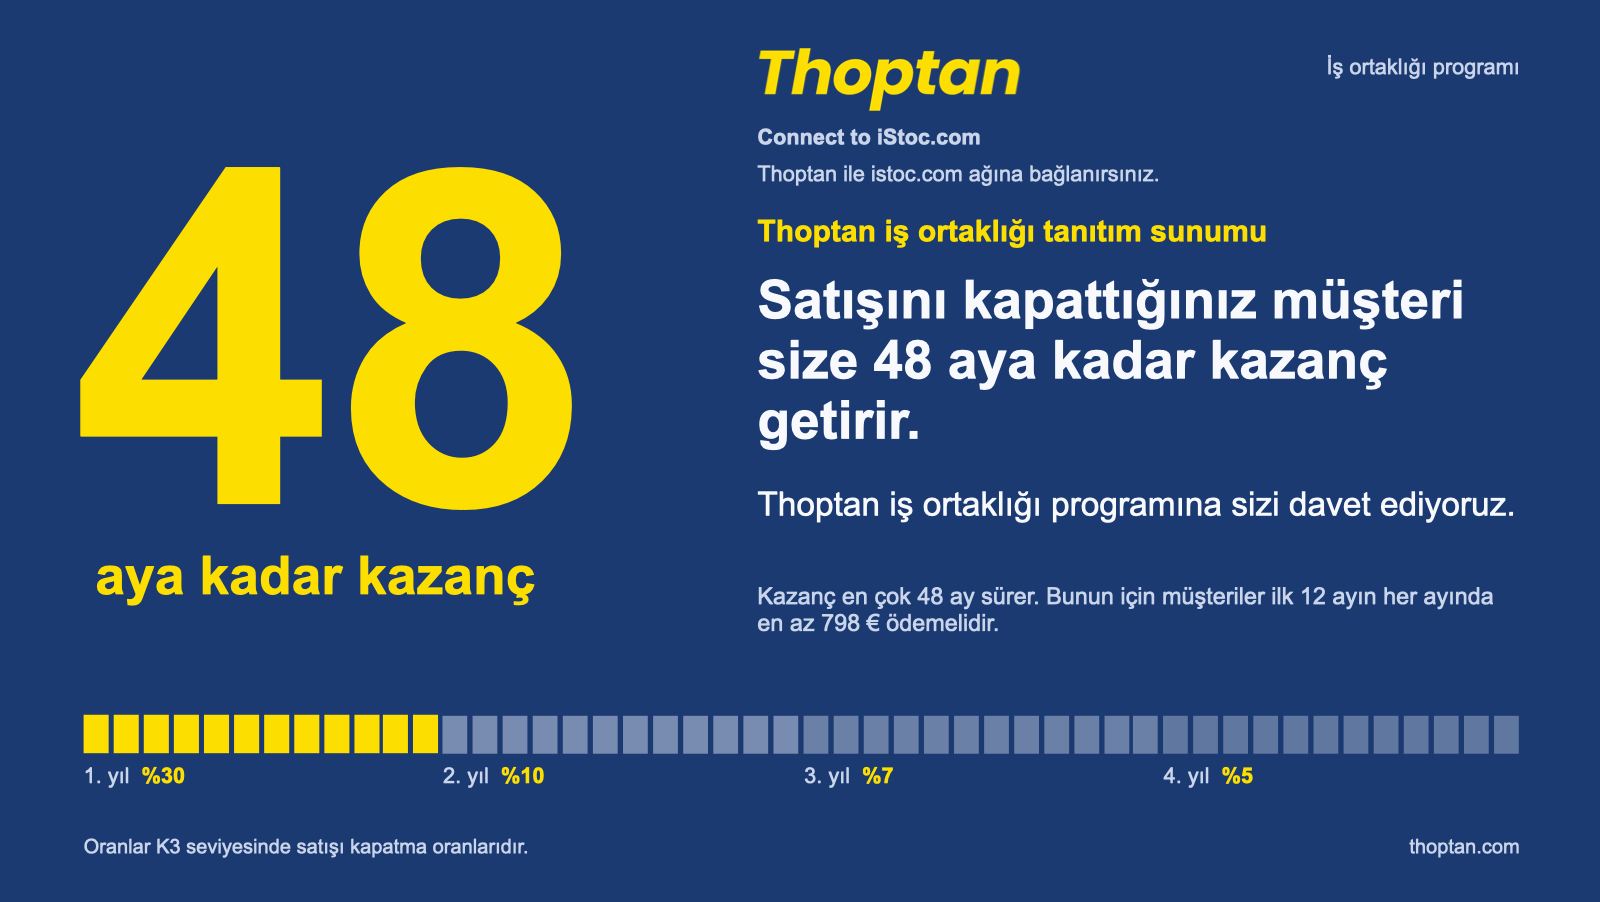 Thoptan
İş ortaklığı programı
Connect to iStoc.com
Thoptan ile istoc.com ağına bağlanırsınız.
Thoptan iş ortaklığı tanıtım sunumu
Satışını kapattığınız müşteri
size 48 aya kadar kazanç
getirir.
Thoptan iş ortaklığı programına sizi davet ediyoruz.
Kazanç en çok 48 ay sürer. Bunun için müşteriler ilk 12 ayın her ayında
en az 798 € ödemelidir.
48
aya kadar kazanç
1. yıl %30
2. yıl %10
3. yıl %7
4. yıl %5
Oranlar K3 seviyesinde satışı kapatma oranlarıdır.
thoptan.com